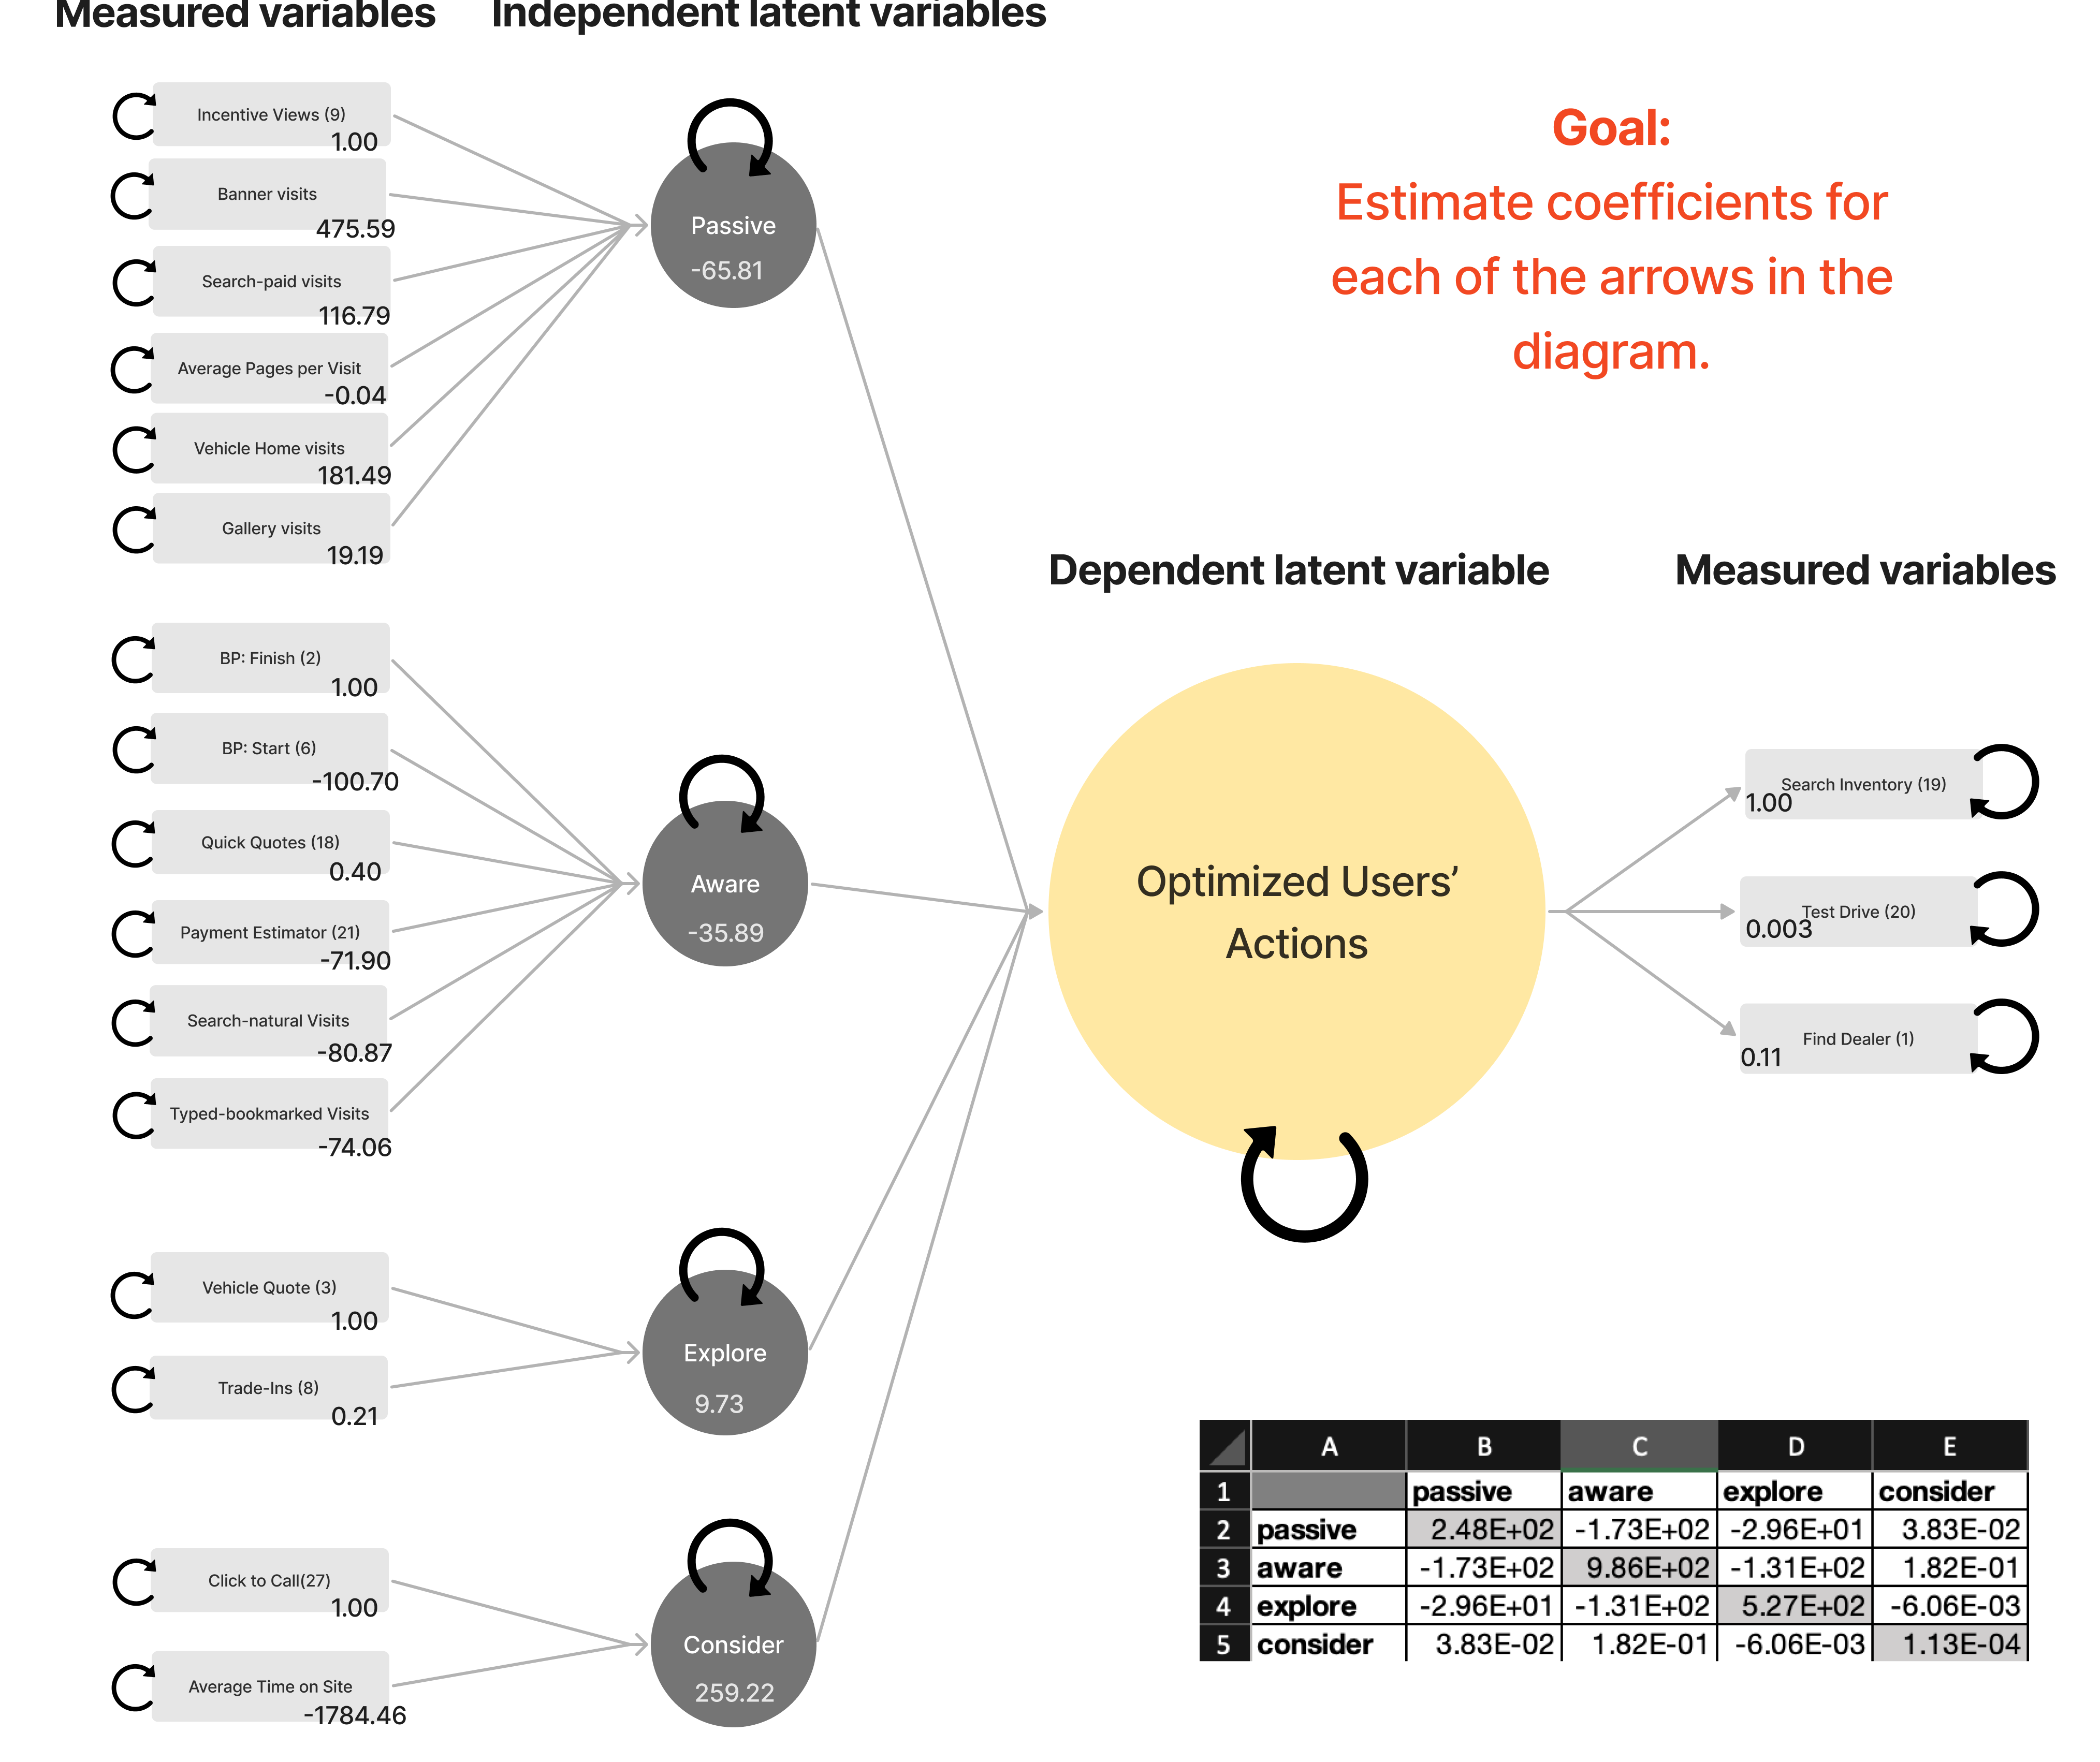 Measured variables
Independent latent variables
Incentive Views (9)
1.00
Banner visits
475.59
Search-paid visits
116.79
Average Pages per Visit
-0.04
Vehicle Home visits
181.49
Gallery visits
19.19
Passive
-65.81
Goal:
Estimate coefficients for
each of the arrows in the
diagram.
BP: Finish (2)
1.00
BP: Start (6)
-100.70
Quick Quotes (18)
0.40
Payment Estimator (21)
-71.90
Search-natural Visits
-80.87
Typed-bookmarked Visits
-74.06
Aware
-35.89
Dependent latent variable
Optimized Users’
Actions
Measured variables
Search Inventory (19)
1.00
Test Drive (20)
0.003
Find Dealer (1)
0.11
Vehicle Quote (3)
1.00
Trade-Ins (8)
0.21
Explore
9.73
Click to Call(27)
1.00
Average Time on Site
-1784.46
Consider
259.22
A B C D E
1 passive aware explore consider
2 passive 2.48E+02 -1.73E+02 -2.96E+01 3.83E-02
3 aware -1.73E+02 9.86E+02 -1.31E+02 1.82E-01
4 explore -2.96E+01 -1.31E+02 5.27E+02 -6.06E-03
5 consider 3.83E-02 1.82E-01 -6.06E-03 1.13E-04